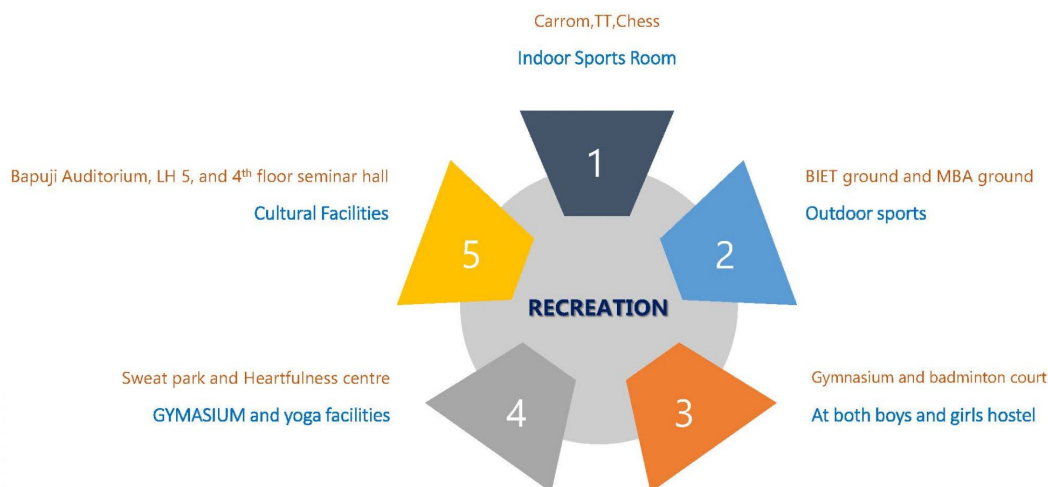 Carrom,TT,Chess
Indoor Sports Room
1
Bapuji Auditorium, LH 5, and 4th floor seminar hall
Cultural Facilities
5
BIET ground and MBA ground
Outdoor sports
2
RECREATION
Sweat park and Heartfulness centre
GYMASIUM and yoga facilities
4
Gymnasium and badminton court
At both boys and girls hostel
3